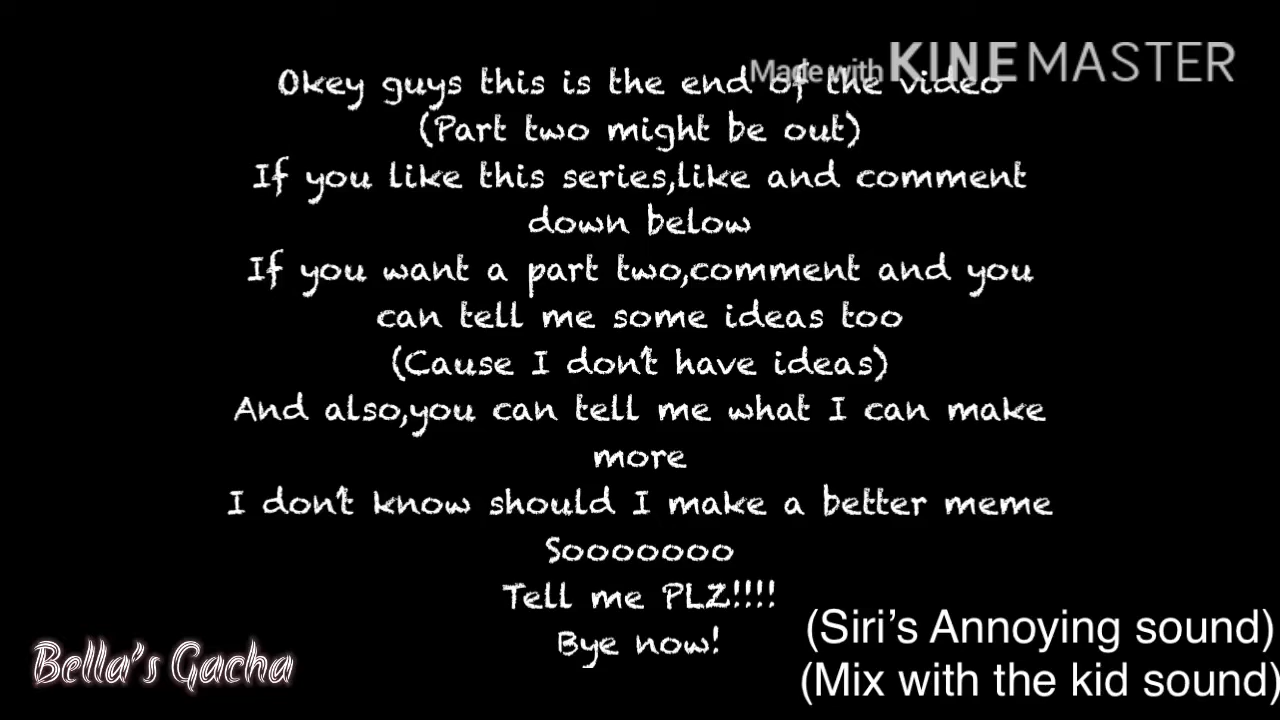 Made with KINEMASTER
Okey guys this is the end of the video
(Part two might be out)
If you like this series,like and comment
down below
If you want a part two,comment and you
can tell me some ideas too
(Cause I don't have ideas)
And also,you can tell me what I can make
more
I don't know should I make a better meme
Sooooooo
Tell me PLZ!!!!
Bye now!
(Siri's Annoying sound)
(Mix with the kid sound)
Bella's Gacha